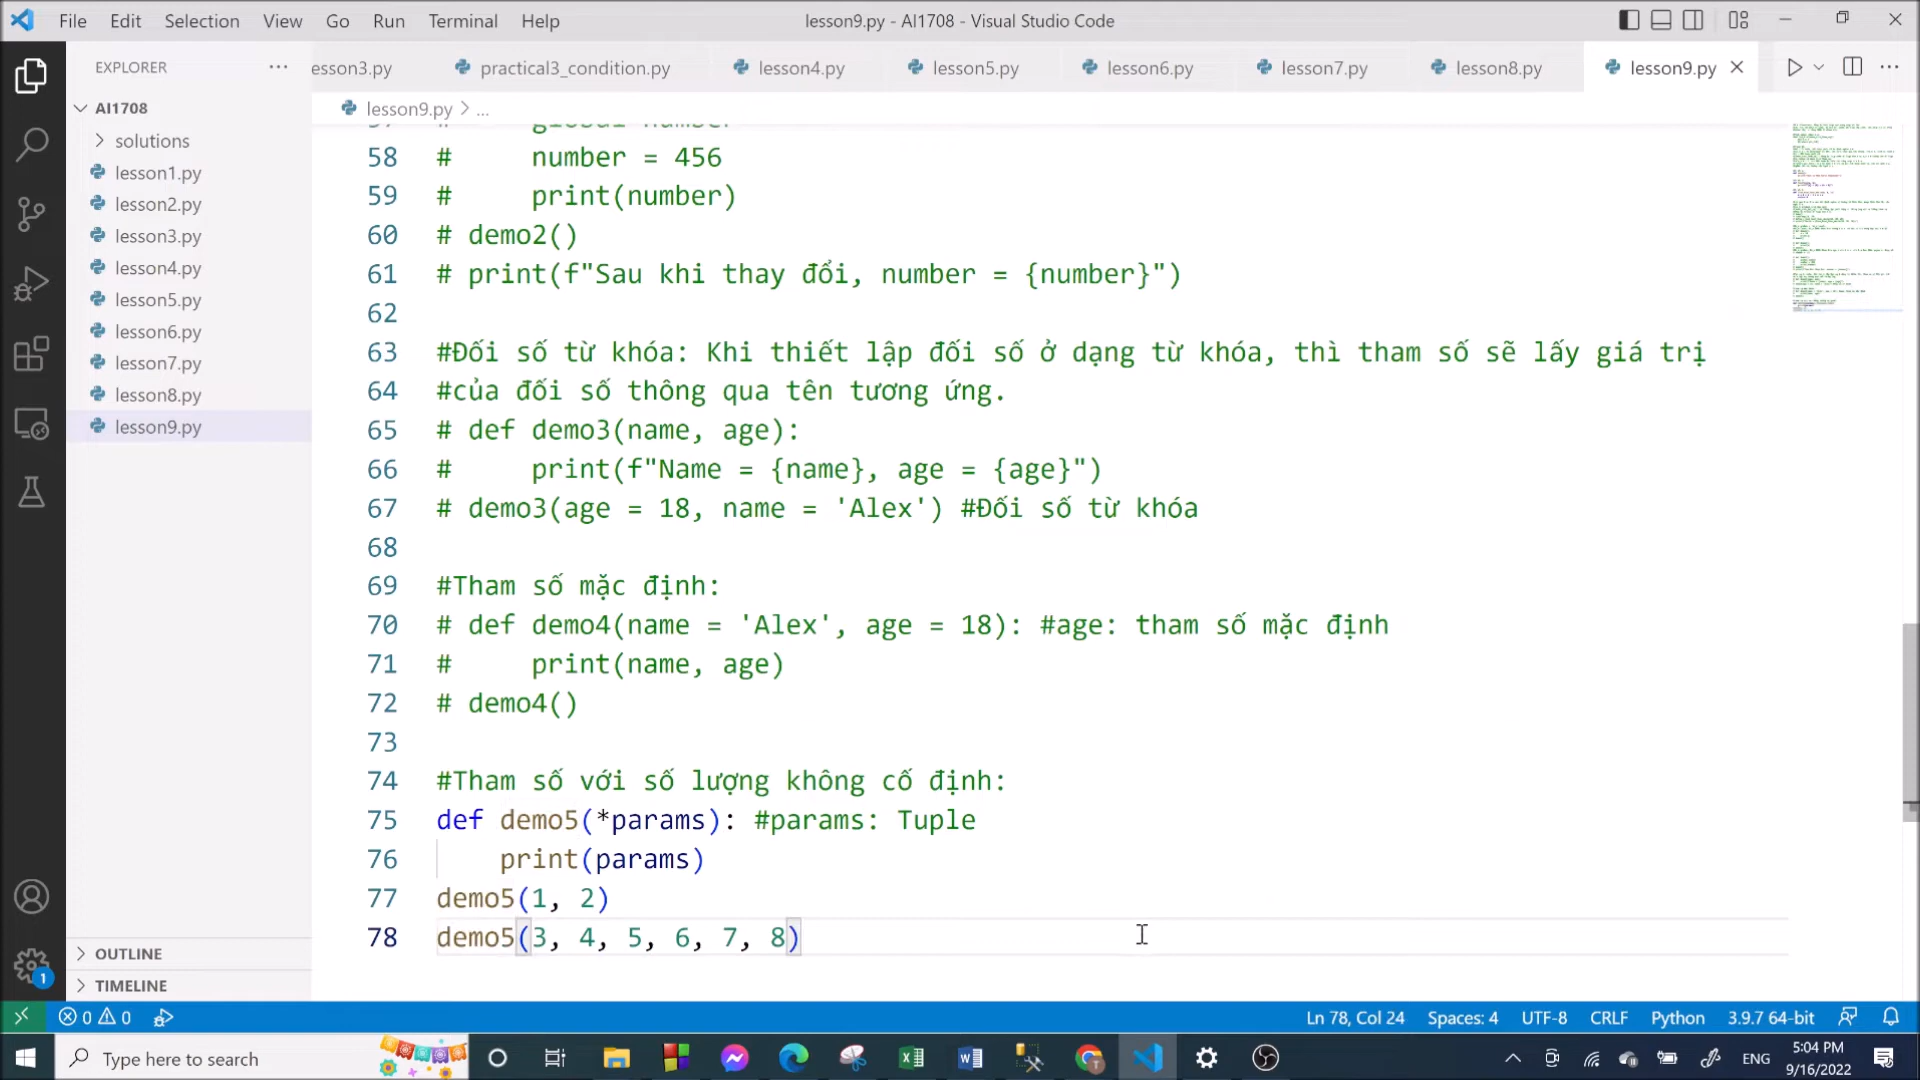 File Edit Selection View Go Run Terminal Help
lesson9.py - AI1708 - Visual Studio Code
EXPLORER
esson3.py practical3_condition.py lesson4.py lesson5.py lesson6.py lesson7.py lesson8.py lesson9.py
AI1708
solutions
lesson1.py
lesson2.py
lesson3.py
lesson4.py
lesson5.py
lesson6.py
lesson7.py
lesson8.py
lesson9.py
OUTLINE
TIMELINE
lesson9.py > ...
57 # global number
58 # number = 456
59 # print(number)
60 # demo2()
61 # print(f"Sau khi thay đổi, number = {number}")
62
63 #Đối số từ khóa: Khi thiết lập đối số ở dạng từ khóa, thì tham số sẽ lấy giá trị
64 #của đối số thông qua tên tương ứng.
65 # def demo3(name, age):
66 # print(f"Name = {name}, age = {age}")
67 # demo3(age = 18, name = 'Alex') #Đối số từ khóa
68
69 #Tham số mặc định:
70 # def demo4(name = 'Alex', age = 18): #age: tham số mặc định
71 # print(name, age)
72 # demo4()
73
74 #Tham số với số lượng không cố định:
75 def demo5(*params): #params: Tuple
76 print(params)
77 demo5(1, 2)
78 demo5(3, 4, 5, 6, 7, 8)
1
0 0
Ln 78, Col 24 Spaces: 4 UTF-8 CRLF Python 3.9.7 64-bit
Type here to search
ENG
5:04 PM
9/16/2022